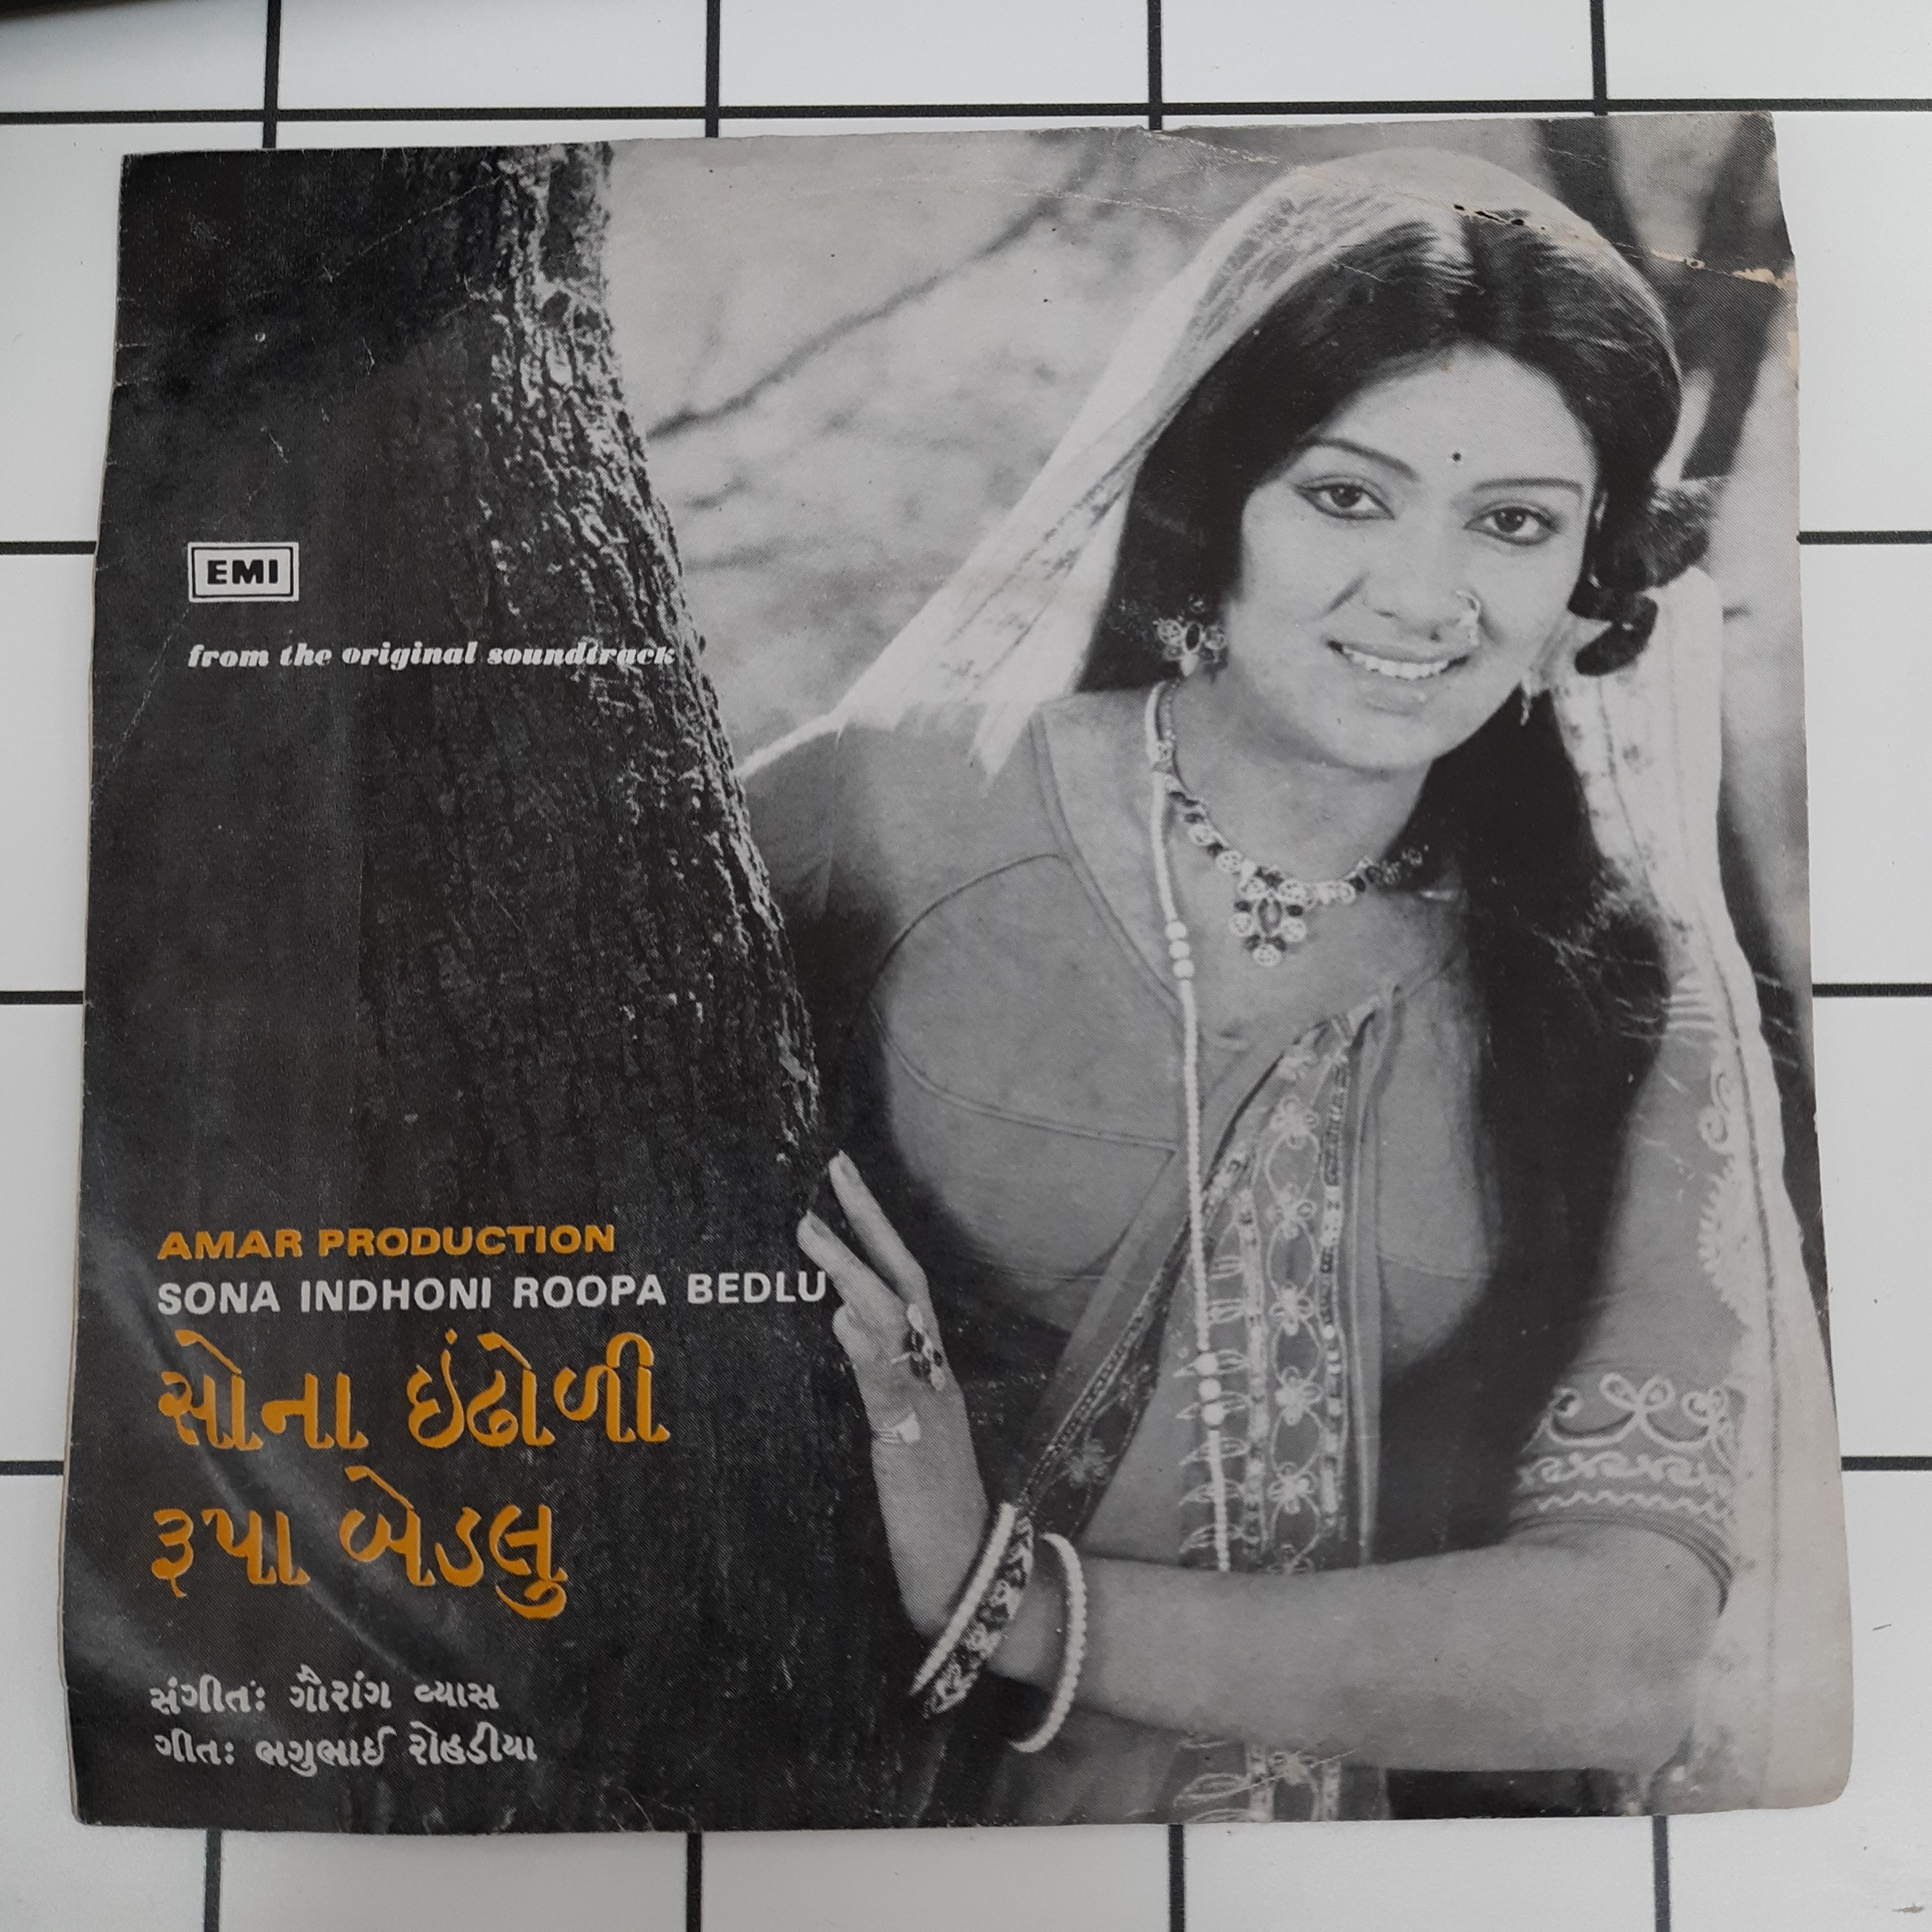 EMI
from the original soundtrack
AMAR PRODUCTION
SONA INDHONI ROOPA BEDLU
સોના ઇંઢોળી
રૂપા બેડલુ
સંગીતઃ ગૌરાંગ વ્યાસ
ગીતઃ ભગુભાઈ રોહડીયા